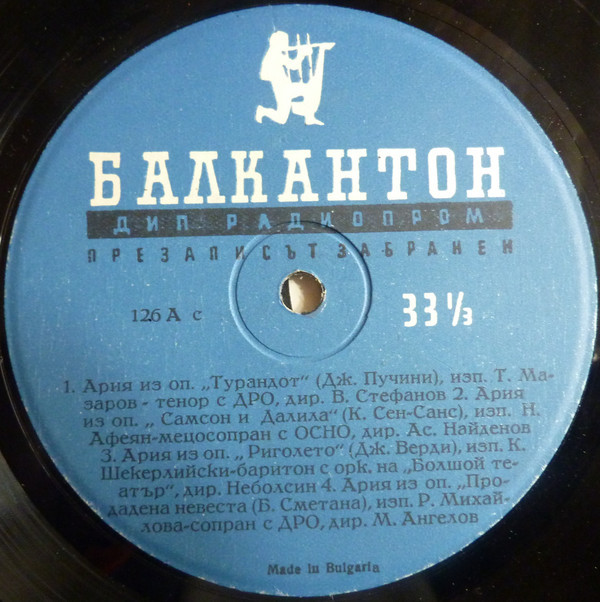 БАЛКАНТОН
ДИП РАДИОПРОМ
ПРЕЗАПИСЪТ ЗАБРАНЕН
126 А с
33 ⅓
1. Ария из оп. „Турандот" (Дж. Пучини), изп. Т. Ма-
заров - тенор с ДРО, дир. В. Стефанов 2. Ария
из оп. „ Самсон и Далила" (К. Сен-Санс), изп. Н.
Афеян-мецосопран с ОСНО, дир. Ас. Найденов
3. Ария из оп. „ Риголето" (Дж. Верди), изп. К.
Шекерлийски-баритон с орк. на „Болшой те-
атър", дир. Неболсин 4. Ария из оп. „Про-
дадена невеста (Б. Сметана), изп. Р. Михай-
лова-сопран с ДРО, дир. М. Ангелов
Made in Bulgaria